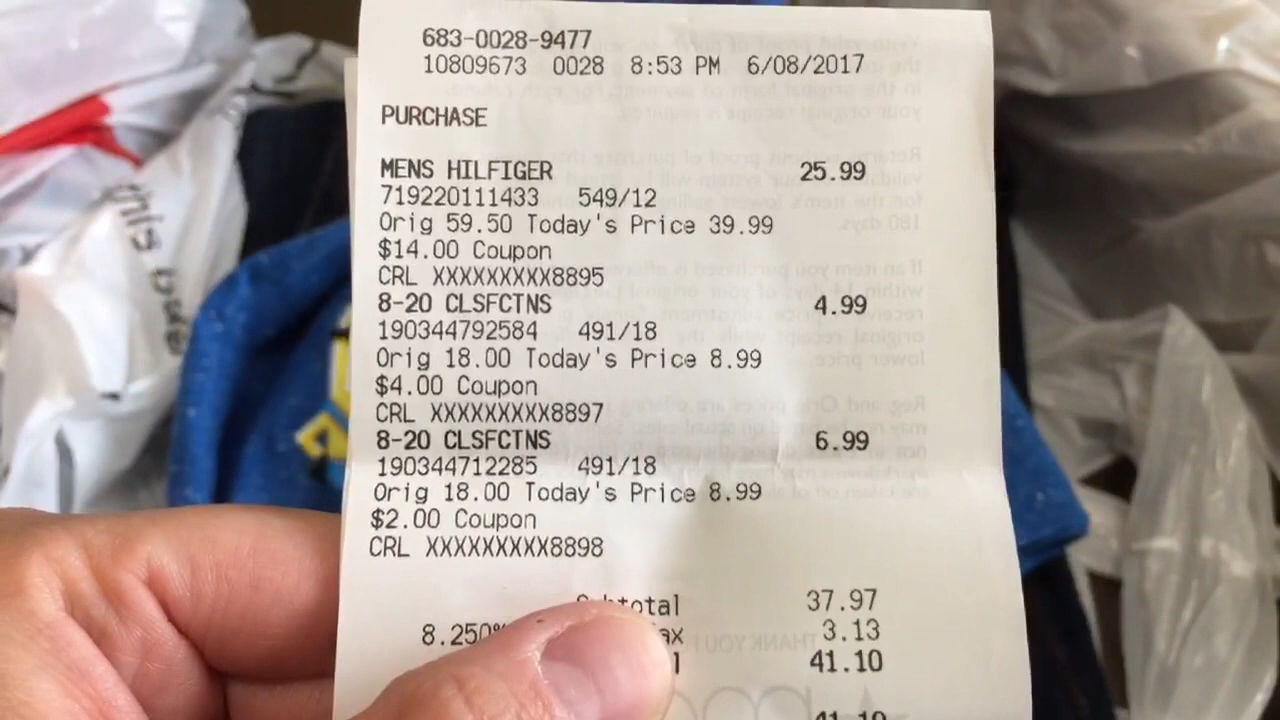 683-0028-9477
10809673 0028 8:53 PM 6/08/2017
PURCHASE
MENS HILFIGER 25.99
719220111433 549/12
Orig 59.50 Today's Price 39.99
$14.00 Coupon
CRL XXXXXXXXX8895
8-20 CLSFCTNS 4.99
190344792584 491/18
Orig 18.00 Today's Price 8.99
$4.00 Coupon
CRL XXXXXXXXX8897
8-20 CLSFCTNS 6.99
190344712285 491/18
Orig 18.00 Today's Price 8.99
$2.00 Coupon
CRL XXXXXXXXX8898
Subtotal 37.97
8.250% 3.13
41.10
41.10
this